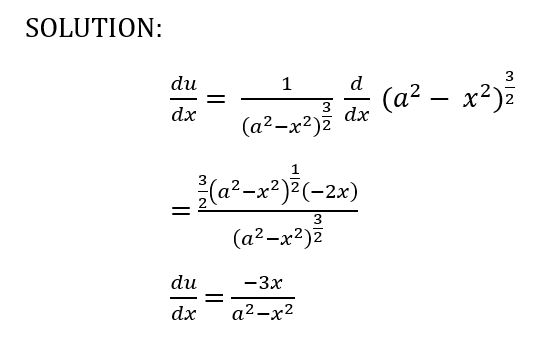 SOLUTION:
du/dx = 1/(a²−x²)^(3/2) d/dx (a² − x²)^(3/2)
= 3/2(a²−x²)^(1/2)(−2x)/(a²−x²)^(3/2)
du/dx = −3x/a²−x²